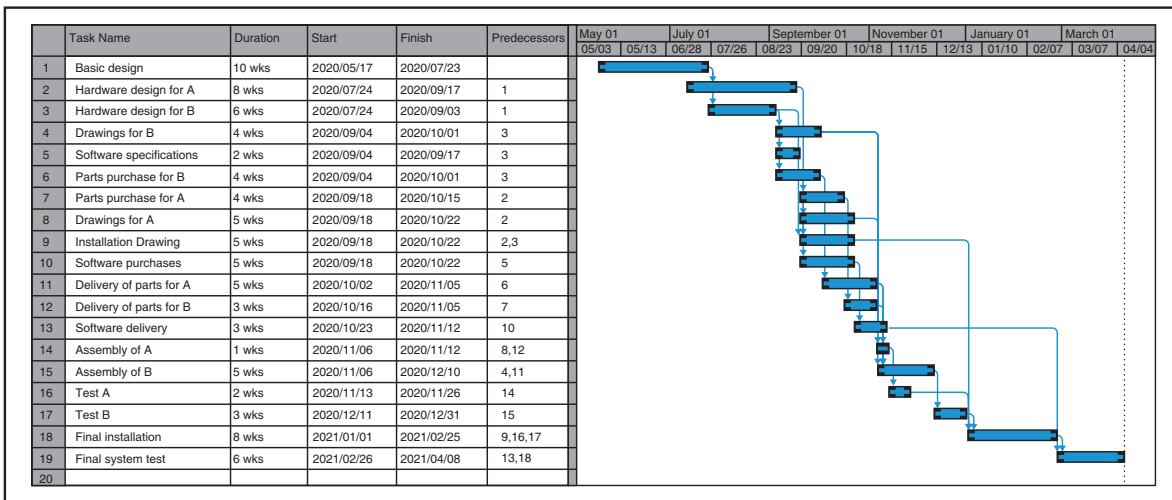 Task Name Duration Start Finish Predecessors May 01 July 01 September 01 November 01 January 01 March 01
05/03 05/13 06/28 07/26 08/23 09/20 10/18 11/15 12/13 01/10 02/07 03/07 04/04
1 Basic design 10 wks 2020/05/17 2020/07/23
2 Hardware design for A 8 wks 2020/07/24 2020/09/17 1
3 Hardware design for B 6 wks 2020/07/24 2020/09/03 1
4 Drawings for B 4 wks 2020/09/04 2020/10/01 3
5 Software specifications 2 wks 2020/09/04 2020/09/17 3
6 Parts purchase for B 4 wks 2020/09/04 2020/10/01 3
7 Parts purchase for A 4 wks 2020/09/18 2020/10/15 2
8 Drawings for A 5 wks 2020/09/18 2020/10/22 2
9 Installation Drawing 5 wks 2020/09/18 2020/10/22 2,3
10 Software purchases 5 wks 2020/09/18 2020/10/22 5
11 Delivery of parts for A 5 wks 2020/10/02 2020/11/05 6
12 Delivery of parts for B 3 wks 2020/10/16 2020/11/05 7
13 Software delivery 3 wks 2020/10/23 2020/11/12 10
14 Assembly of A 1 wks 2020/11/06 2020/11/12 8,12
15 Assembly of B 5 wks 2020/11/06 2020/12/10 4,11
16 Test A 2 wks 2020/11/13 2020/11/26 14
17 Test B 3 wks 2020/12/11 2020/12/31 15
18 Final installation 8 wks 2021/01/01 2021/02/25 9,16,17
19 Final system test 6 wks 2021/02/26 2021/04/08 13,18
20